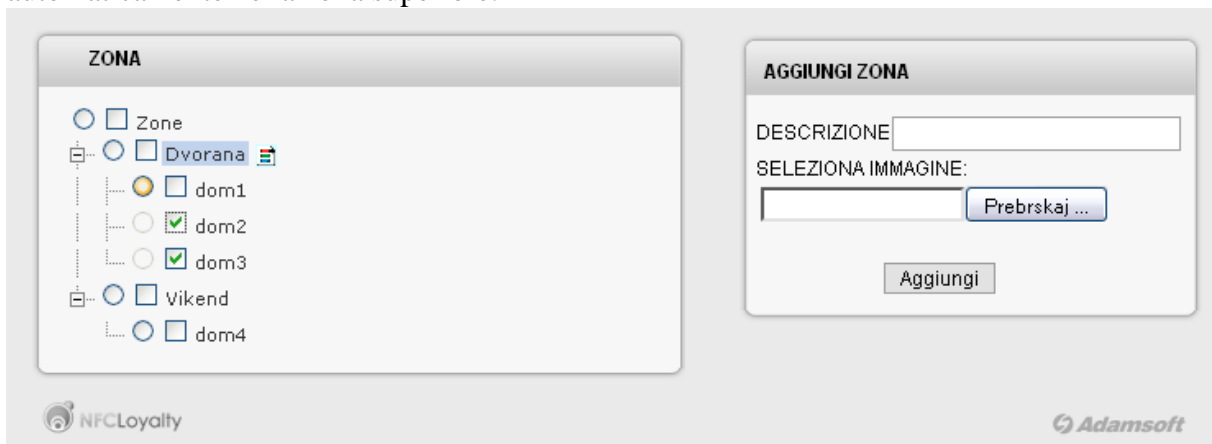 ZONA
Zone
Dvorana
dom1
dom2
dom3
Vikend
dom4
AGGIUNGI ZONA
DESCRIZIONE
SELEZIONA IMMAGINE:
Prebrskaj ...
Aggiungi
NFCLoyalty
Adamsoft